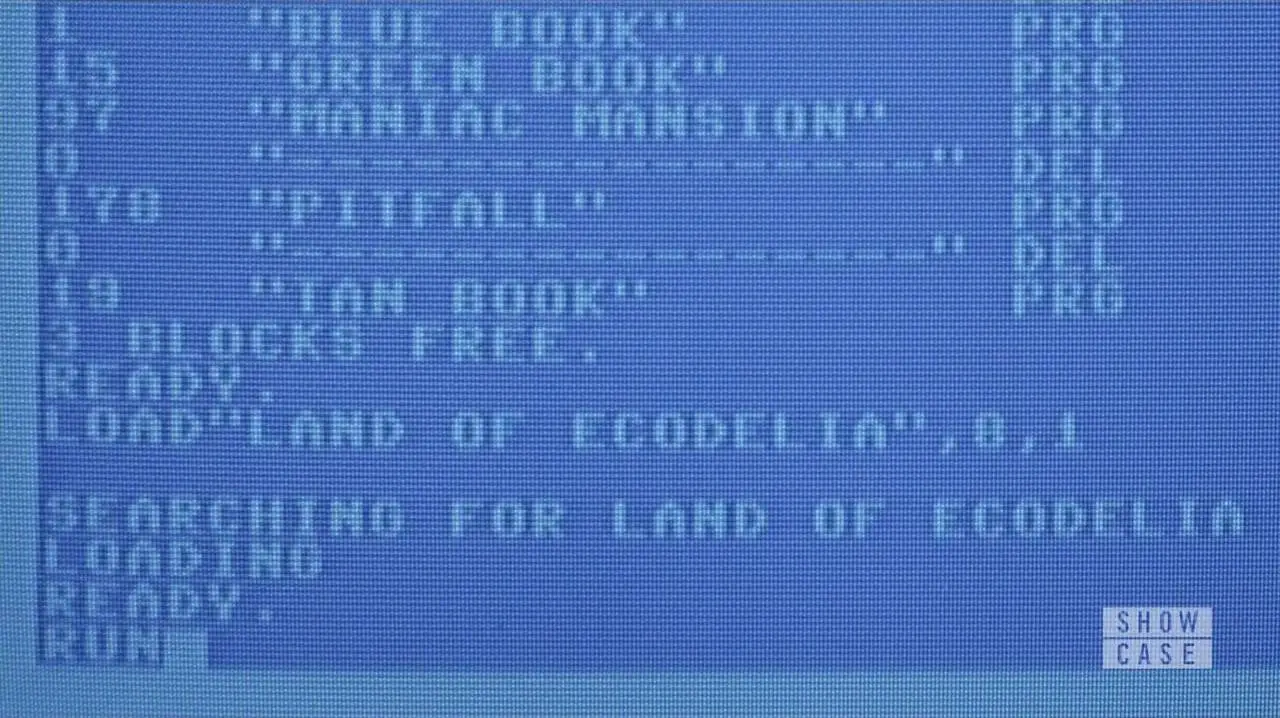 1 "BLUE BOOK" PRG
15 "GREEN BOOK" PRG
97 "MANIAC MANSION" PRG
0 "----------------" DEL
178 "PITFALL" PRG
0 "----------------" DEL
19 "TAN BOOK" PRG
3 BLOCKS FREE.
READY.
LOAD"LAND OF ECODELIA",8,1
SEARCHING FOR LAND OF ECODELIA
LOADING
READY.
RUN
SHOW
CASE